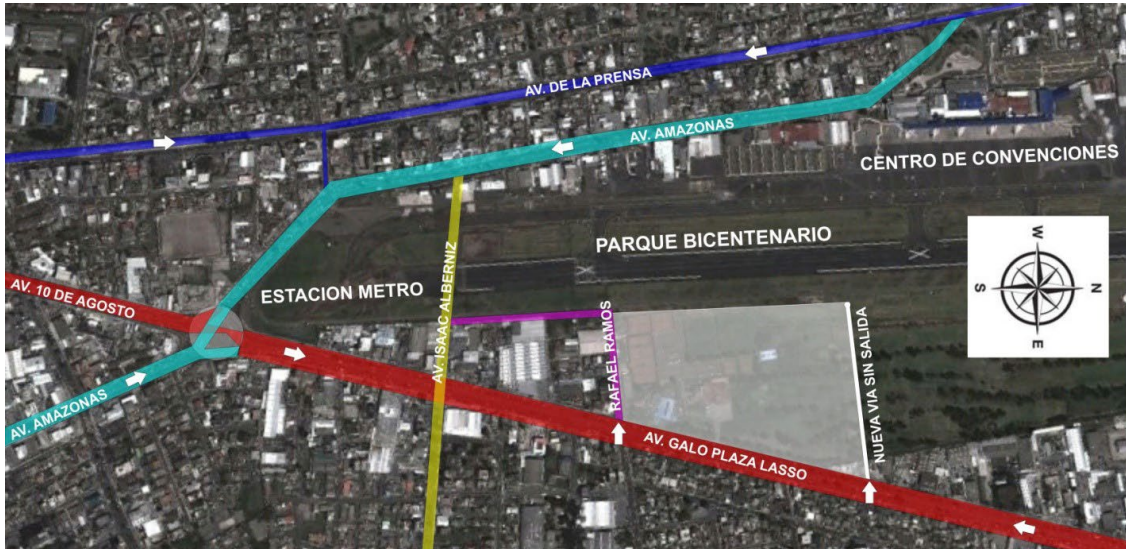 AV. DE LA PRENSA
AV. AMAZONAS
CENTRO DE CONVENCIONES
PARQUE BICENTENARIO
ESTACION METRO
AV. 10 DE AGOSTO
AV. ISAAC ALBERNIZ
RAFAEL RAMOS
NUEVA VIA SIN SALIDA
AV. AMAZONAS
AV. GALO PLAZA LASSO
W
S
N
E